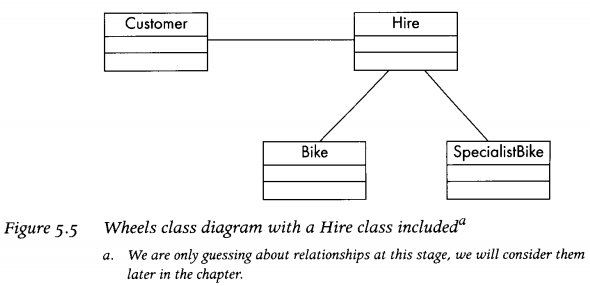 Customer
Hire
Bike
SpecialistBike
Figure 5.5 Wheels class diagram with a Hire class included^a
a. We are only guessing about relationships at this stage, we will consider them
later in the chapter.